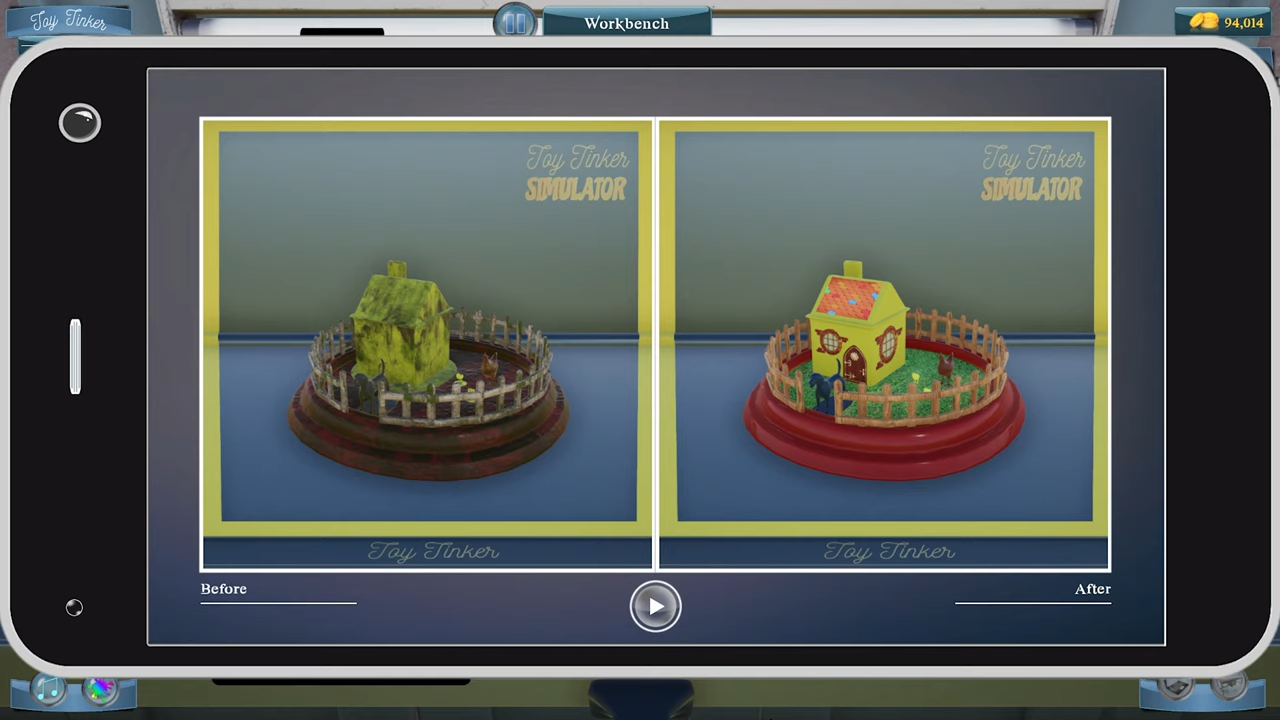 Toy Tinker
Workbench
94,014
Toy Tinker
SIMULATOR
Toy Tinker
SIMULATOR
Toy Tinker
Toy Tinker
Before
After